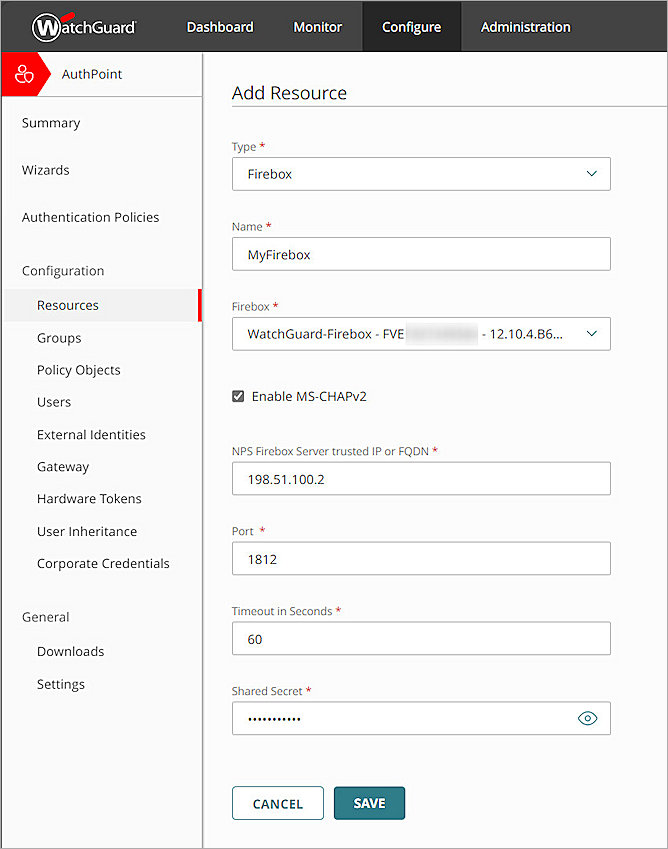 WatchGuard Dashboard Monitor Configure Administration
AuthPoint
Summary
Wizards
Authentication Policies
Configuration
Resources
Groups
Policy Objects
Users
External Identities
Gateway
Hardware Tokens
User Inheritance
Corporate Credentials
General
Downloads
Settings
Add Resource
Type *
Firebox
Name *
MyFirebox
Firebox *
WatchGuard-Firebox - FVE - 12.10.4.B6...
Enable MS-CHAPv2
NPS Firebox Server trusted IP or FQDN *
198.51.100.2
Port *
1812
Timeout in Seconds *
60
Shared Secret *
•••••••••••
CANCEL SAVE